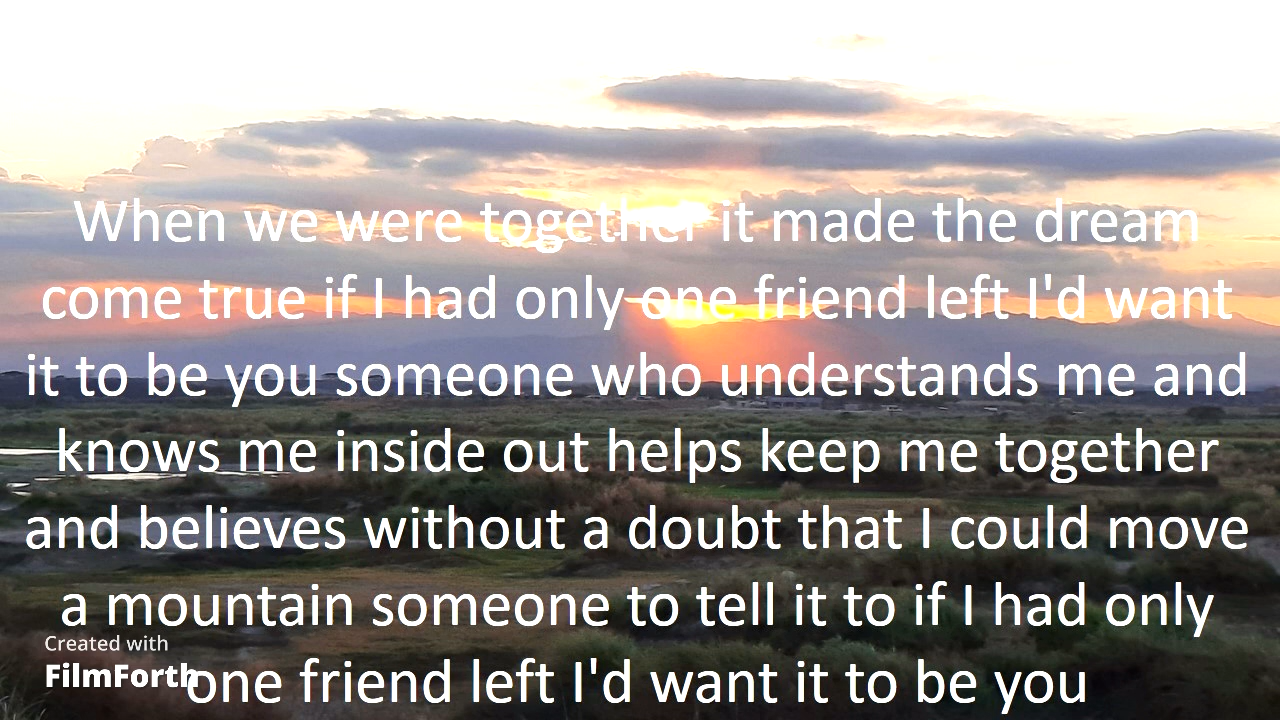 When we were together it made the dream
come true if I had only one friend left I'd want
it to be you someone who understands me and
knows me inside out helps keep me together
and believes without a doubt that I could move
a mountain someone to tell it to if I had only
one friend left I'd want it to be you
Created with
FilmForth